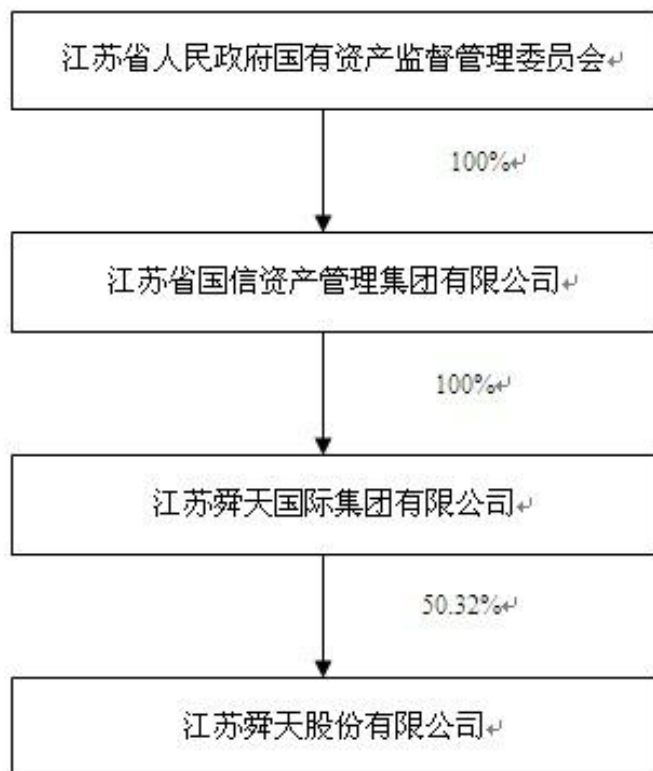 江苏省人民政府国有资产监督管理委员会↵
100%↵
江苏省国信资产管理集团有限公司↵
100%↵
江苏舜天国际集团有限公司↵
50.32%↵
江苏舜天股份有限公司↵